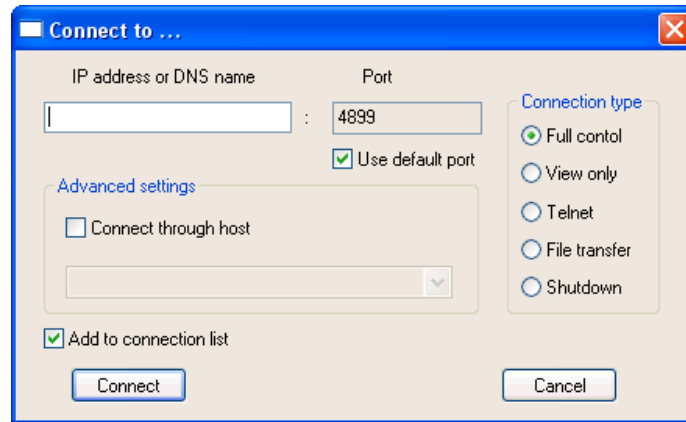 Connect to ...
IP address or DNS name
Port
:
4899
Use default port
Connection type
Full contol
View only
Telnet
File transfer
Shutdown
Advanced settings
Connect through host
Add to connection list
Connect
Cancel